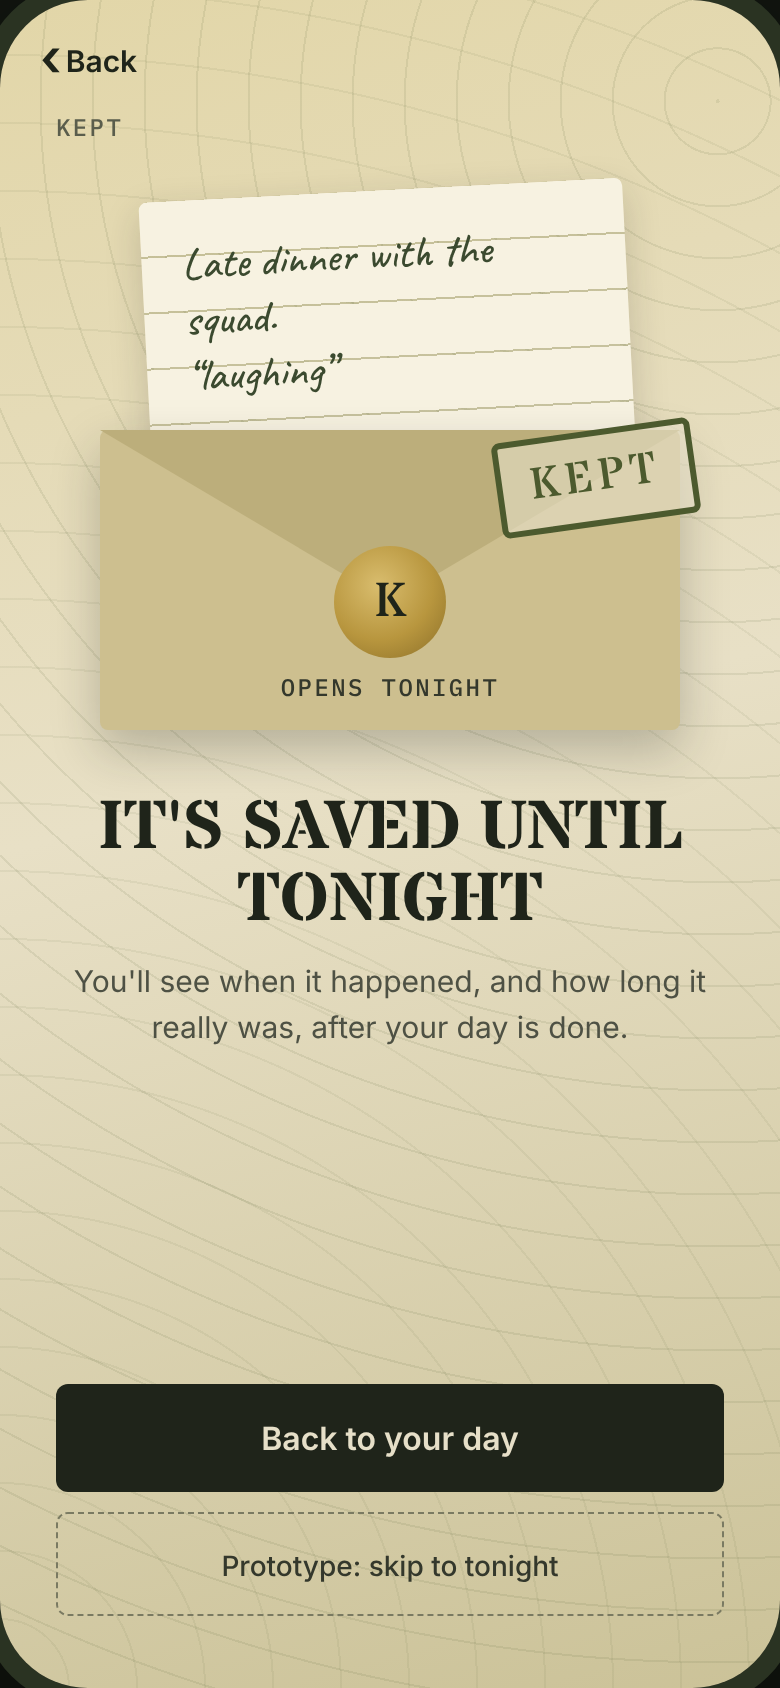 Back
KEPT
Late dinner with the
squad.
“laughing”
KEPT
K
OPENS TONIGHT
IT'S SAVED UNTIL
TONIGHT
You'll see when it happened, and how long it
really was, after your day is done.
Back to your day
Prototype: skip to tonight